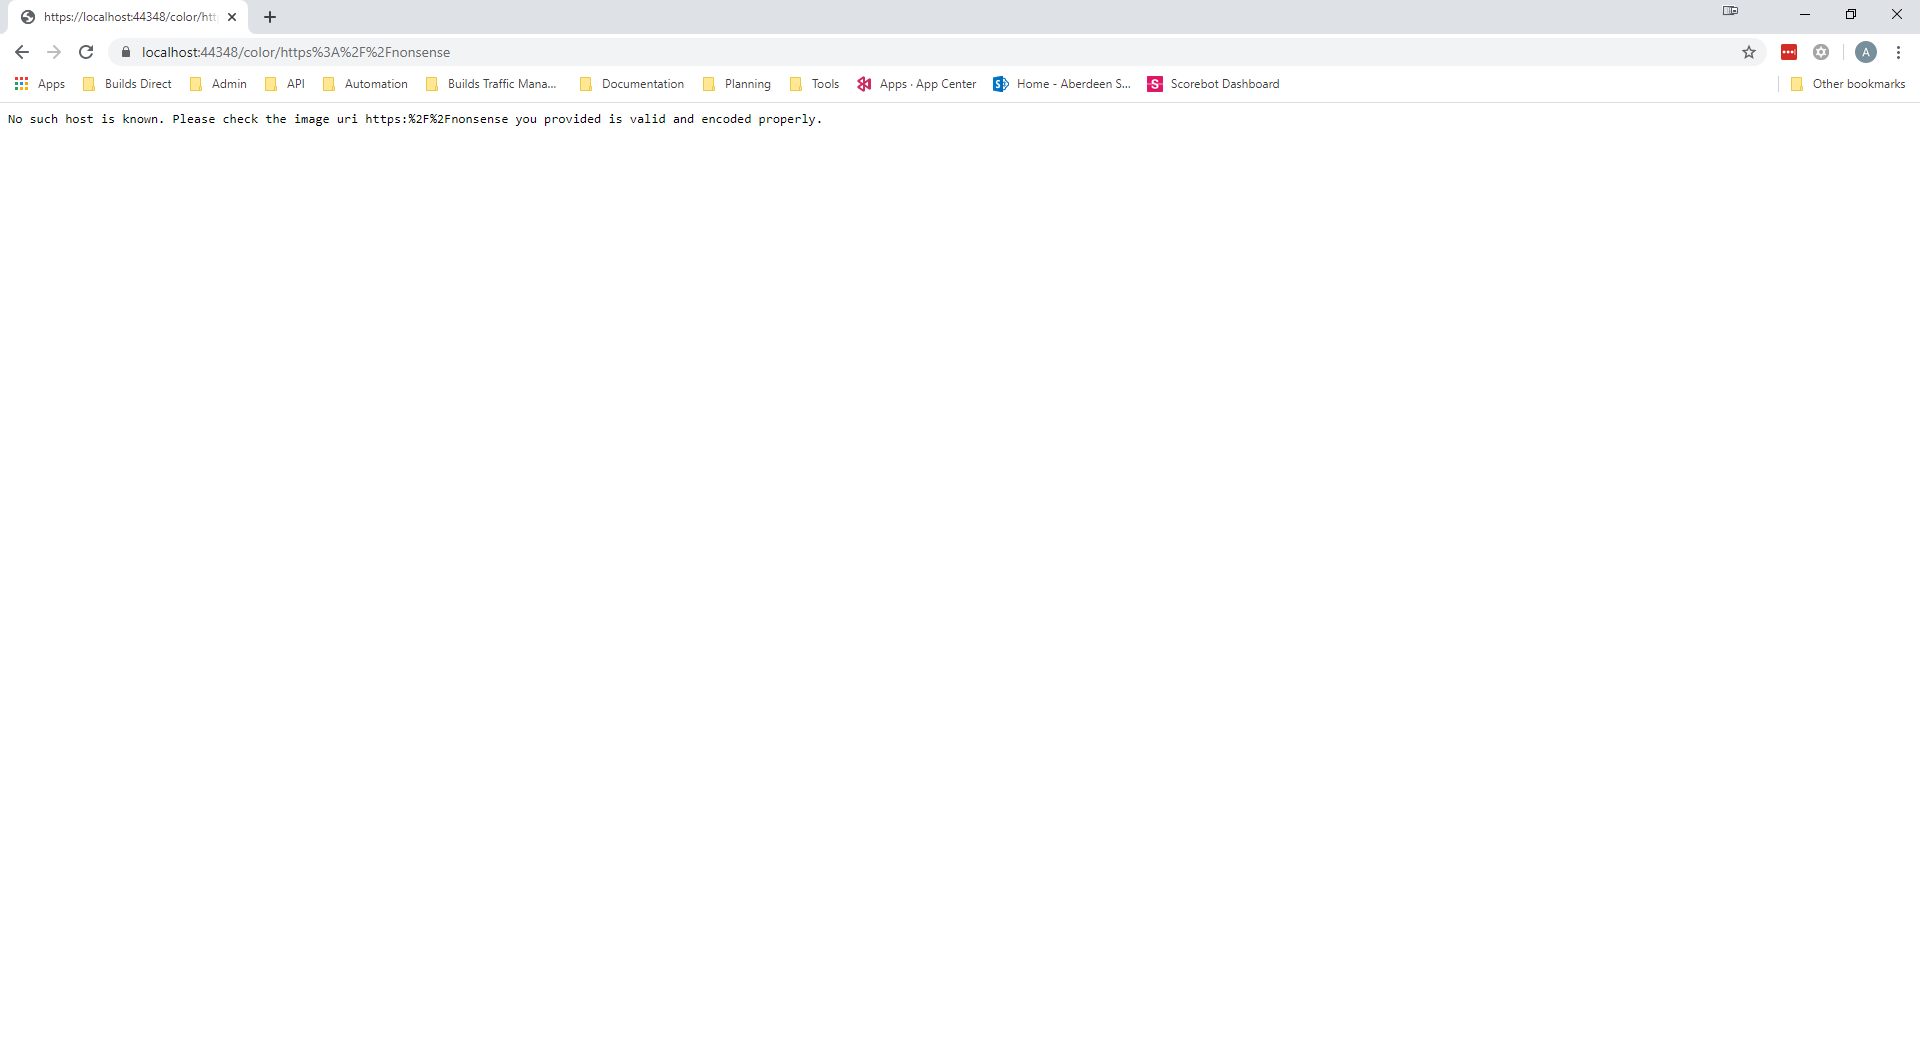 https://localhost:44348/color/htt
localhost:44348/color/https%3A%2F%2Fnonsense
A
Apps Builds Direct Admin API Automation Builds Traffic Mana... Documentation Planning Tools Apps · App Center Home - Aberdeen S... S Scorebot Dashboard Other bookmarks
No such host is known. Please check the image uri https:%2F%2Fnonsense you provided is valid and encoded properly.